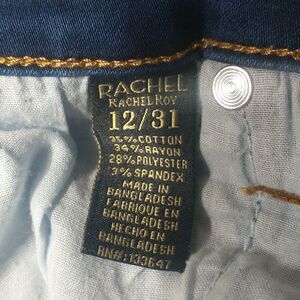 RACHEL
RACHEL ROY
12/31
35%COTTON
34%RAYON
28%POLYESTER
3%SPANDEX
MADE IN
BANGLADESH
FABRIQUE EN
BANGLADESH
HECHO EN
BANGLADESH
RN#:133647